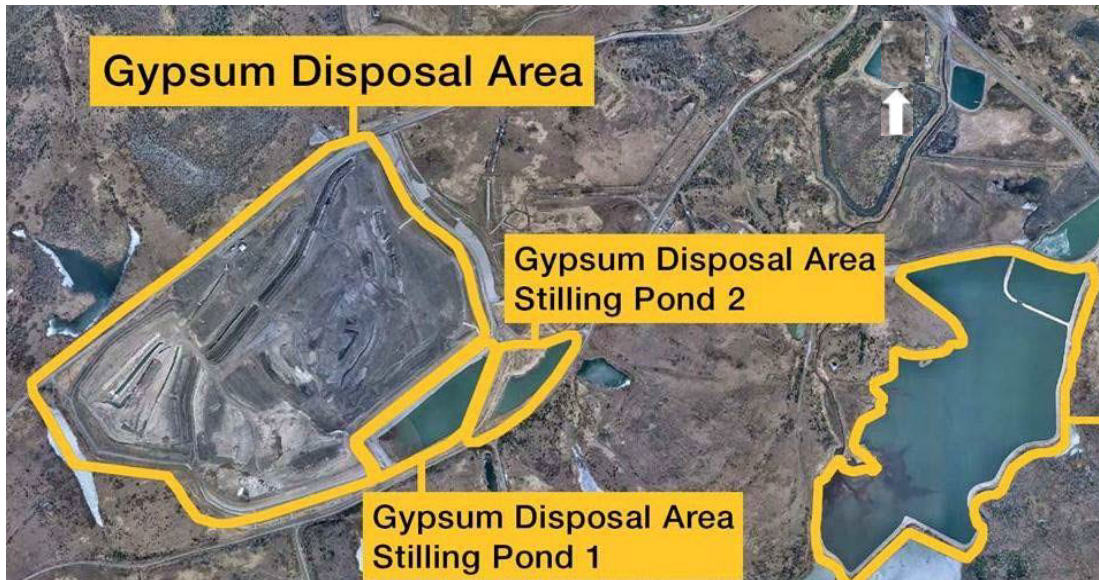 Gypsum Disposal Area
Gypsum Disposal Area
Stilling Pond 2
Gypsum Disposal Area
Stilling Pond 1